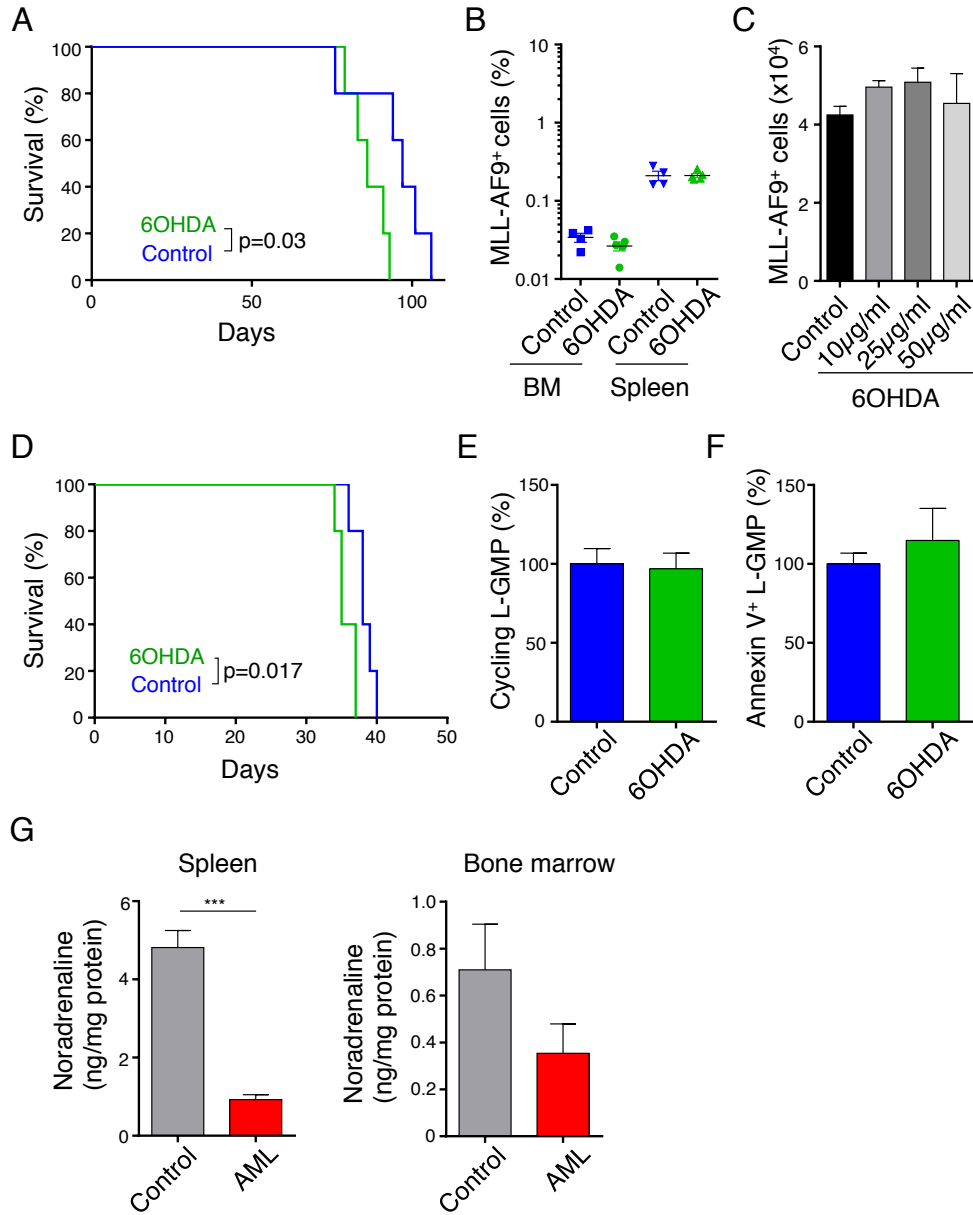 A
Survival (%)
100
80
60
40
20
0
6OHDA
Control
p=0.03
0
50
100
Days
B
MLL-AF9⁺ cells (%)
10
1
0.1
0.01
Control
6OHDA
Control
6OHDA
BM
Spleen
C
MLL-AF9⁺ cells (x10⁴)
6
4
2
0
Control
10µg/ml
25µg/ml
50µg/ml
6OHDA
D
Survival (%)
100
80
60
40
20
0
6OHDA
Control
p=0.017
0
10
20
30
40
50
Days
E
Cycling L-GMP (%)
150
100
50
0
Control
6OHDA
F
Annexin V⁺ L-GMP (%)
150
100
50
0
Control
6OHDA
G
Spleen
Noradrenaline
(ng/mg protein)
6
4
2
0
***
Control
AML
Bone marrow
Noradrenaline
(ng/mg protein)
1.0
0.8
0.6
0.4
0.2
0
Control
AML